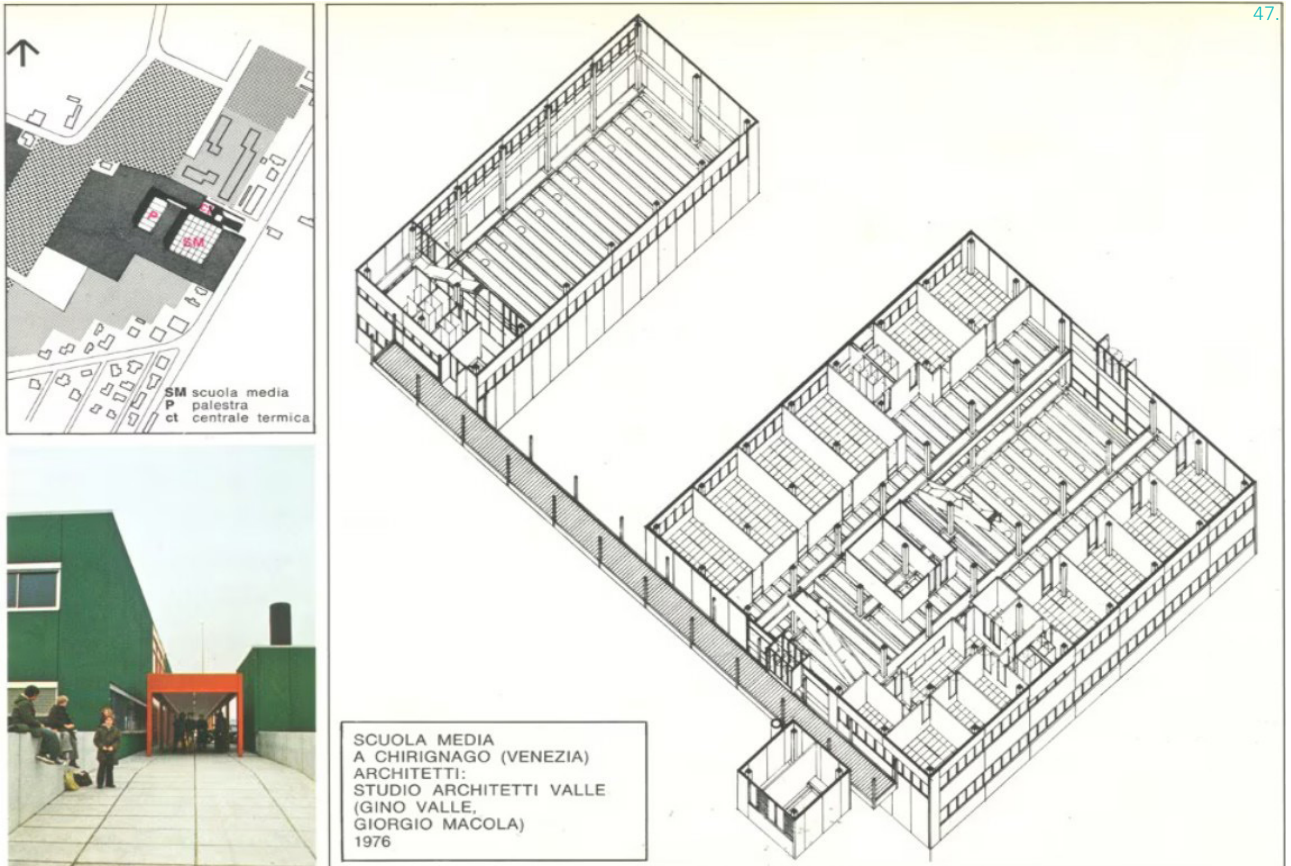 47.
P
ct
SM
SM scuola media
P palestra
ct centrale termica
SCUOLA MEDIA
A CHIRIGNAGO (VENEZIA)
ARCHITETTI:
STUDIO ARCHITETTI VALLE
(GINO VALLE,
GIORGIO MACOLA)
1976